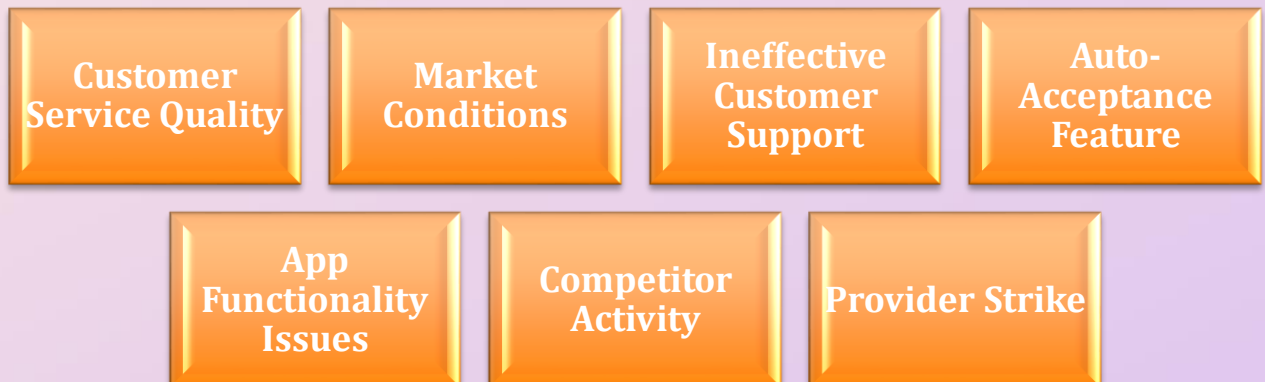 Customer
Service Quality
Market
Conditions
Ineffective
Customer
Support
Auto-
Acceptance
Feature
App
Functionality
Issues
Competitor
Activity
Provider Strike